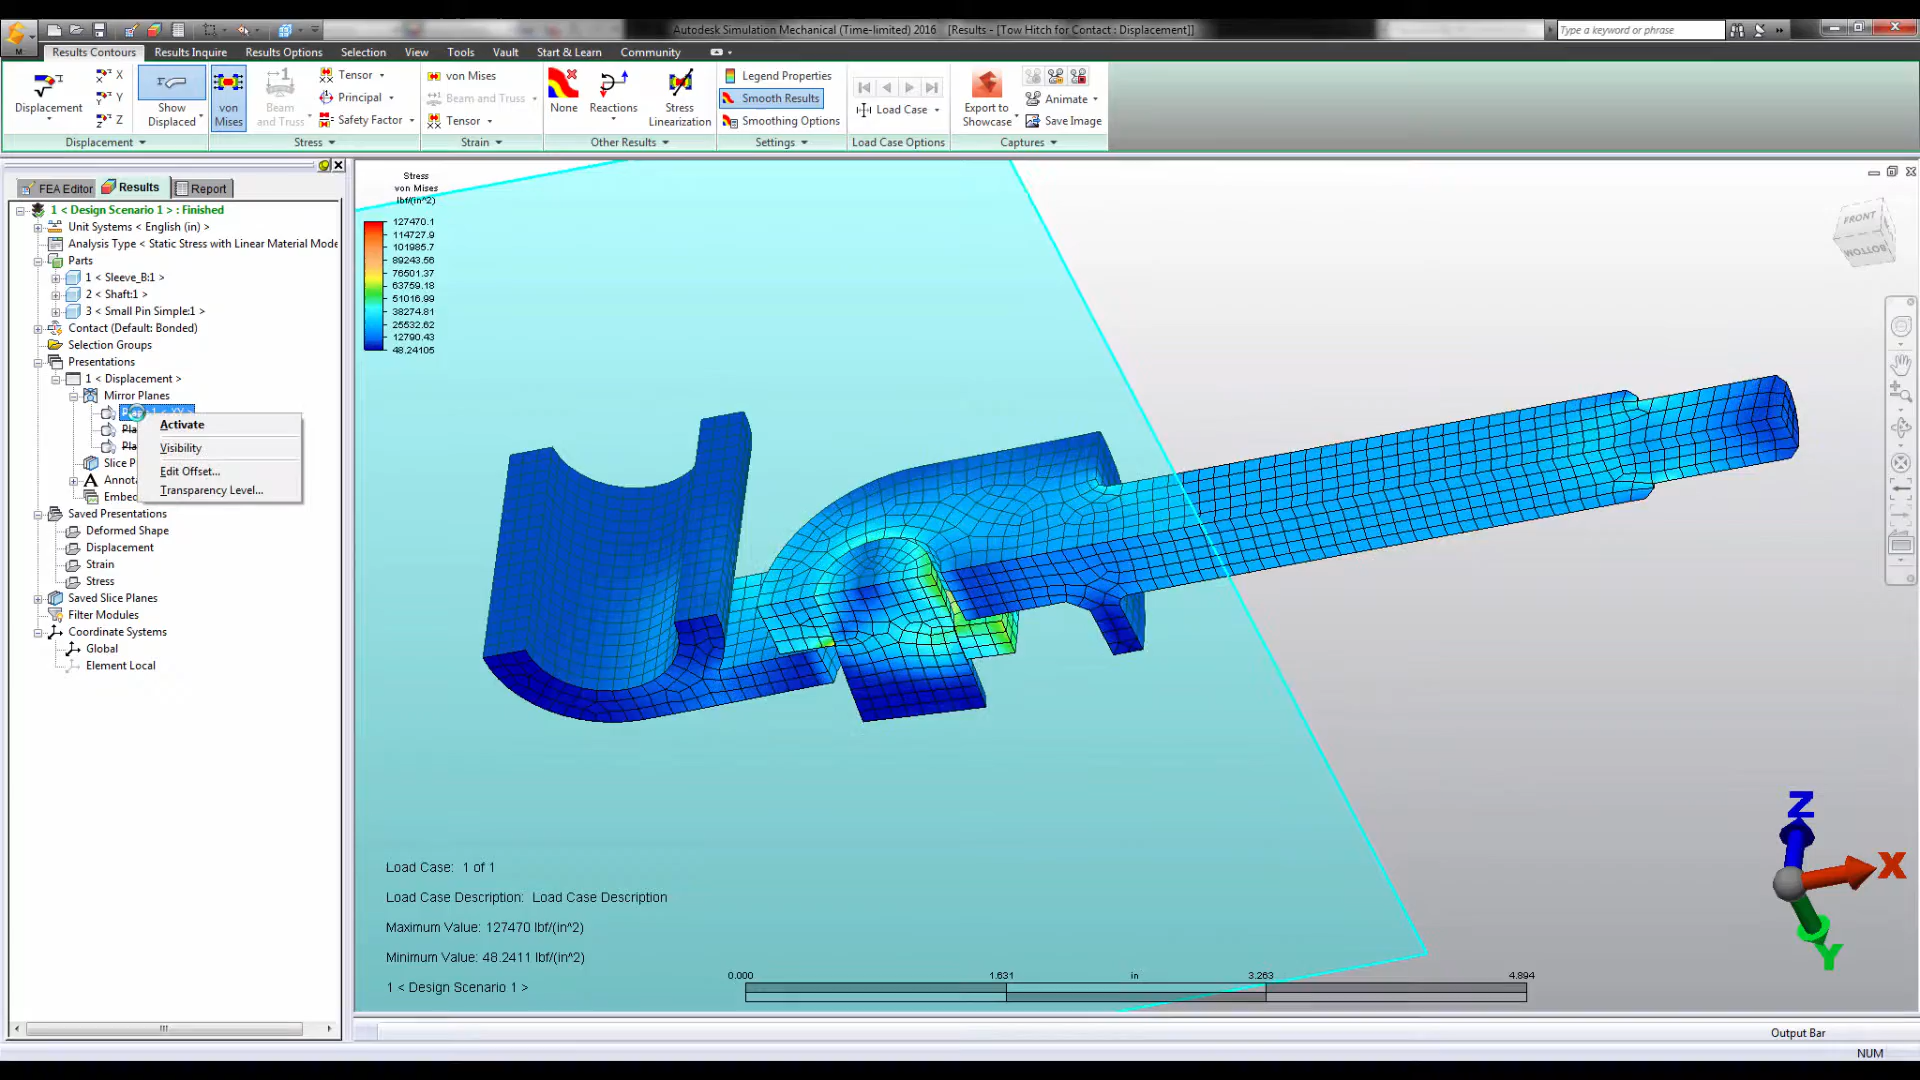 Autodesk Simulation Mechanical (Time-limited) 2016 [Results - [Tow Hitch for Contact : Displacement]]
Type a keyword or phrase
M
Results Contours
Results Inquire
Results Options
Selection
View
Tools
Vault
Start & Learn
Community
Displacement
X
Y
Z
Show Displaced
Displacement
von Mises
Beam and Truss
Tensor
Principal
Safety Factor
Stress
von Mises
Beam and Truss
Tensor
Strain
None
Reactions
Stress Linearization
Other Results
Legend Properties
Smooth Results
Smoothing Options
Settings
Load Case
Load Case Options
Export to Showcase
Animate
Save Image
Captures
FEA Editor
Results
Report
1 < Design Scenario 1 > : Finished
Unit Systems < English (in) >
Analysis Type < Static Stress with Linear Material Mode
Parts
1 < Sleeve_B:1 >
2 < Shaft:1 >
3 < Small Pin Simple:1 >
Contact (Default: Bonded)
Selection Groups
Presentations
1 < Displacement >
Mirror Planes
Pla
Pla
Slice P
Annota
Embec
Activate
Visibility
Edit Offset...
Transparency Level...
Saved Presentations
Deformed Shape
Displacement
Strain
Stress
Saved Slice Planes
Filter Modules
Coordinate Systems
Global
Element Local
Stress
von Mises
lbf/(in^2)
127470.1
114727.9
101985.7
89243.56
76501.37
63759.18
51016.99
38274.81
25532.62
12790.43
48.24105
FRONT
BOTTOM
Load Case: 1 of 1
Load Case Description: Load Case Description
Maximum Value: 127470 lbf/(in^2)
Minimum Value: 48.2411 lbf/(in^2)
1 < Design Scenario 1 >
0.000
1.631
in
3.263
4.894
Z
X
Y
Output Bar
NUM